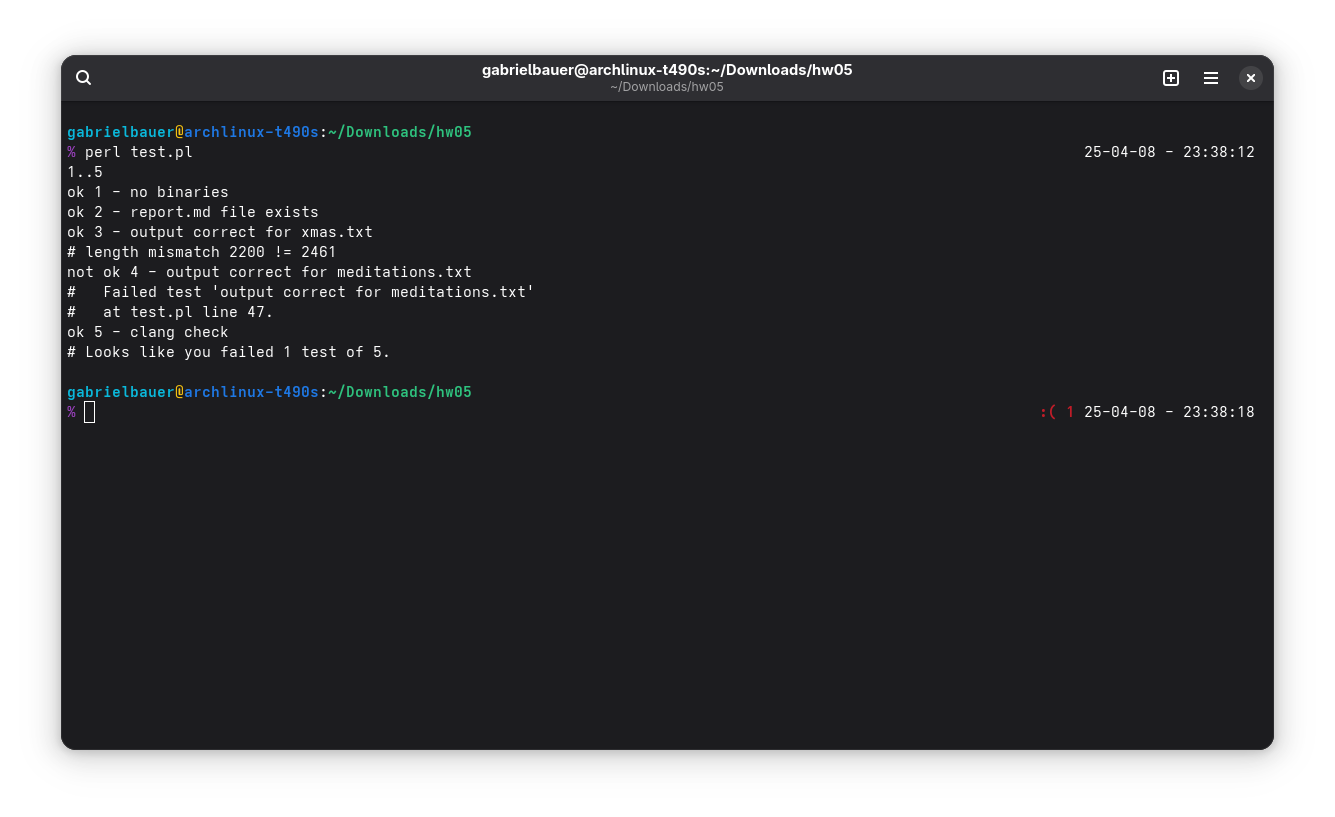 gabrielbauer@archlinux-t490s:~/Downloads/hw05
~/Downloads/hw05
gabrielbauer@archlinux-t490s:~/Downloads/hw05
% perl test.pl 25-04-08 - 23:38:12
1..5
ok 1 - no binaries
ok 2 - report.md file exists
ok 3 - output correct for xmas.txt
# length mismatch 2200 != 2461
not ok 4 - output correct for meditations.txt
#   Failed test 'output correct for meditations.txt'
#   at test.pl line 47.
ok 5 - clang check
# Looks like you failed 1 test of 5.
gabrielbauer@archlinux-t490s:~/Downloads/hw05
% :( 1 25-04-08 - 23:38:18